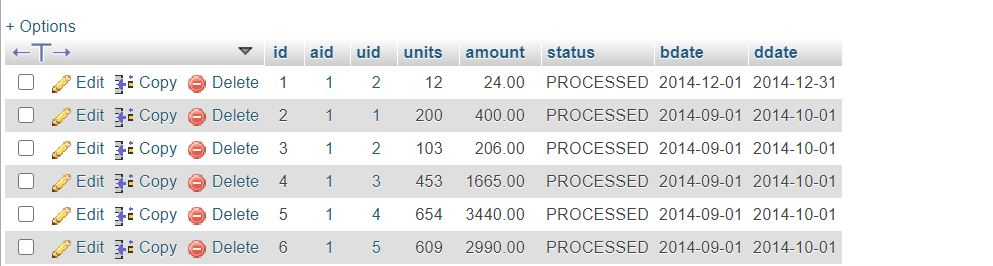 + Options
←T→ id aid uid units amount status bdate ddate
Edit Copy Delete 1 1 2 12 24.00 PROCESSED 2014-12-01 2014-12-31
Edit Copy Delete 2 1 1 200 400.00 PROCESSED 2014-09-01 2014-10-01
Edit Copy Delete 3 1 2 103 206.00 PROCESSED 2014-09-01 2014-10-01
Edit Copy Delete 4 1 3 453 1665.00 PROCESSED 2014-09-01 2014-10-01
Edit Copy Delete 5 1 4 654 3440.00 PROCESSED 2014-09-01 2014-10-01
Edit Copy Delete 6 1 5 609 2990.00 PROCESSED 2014-09-01 2014-10-01